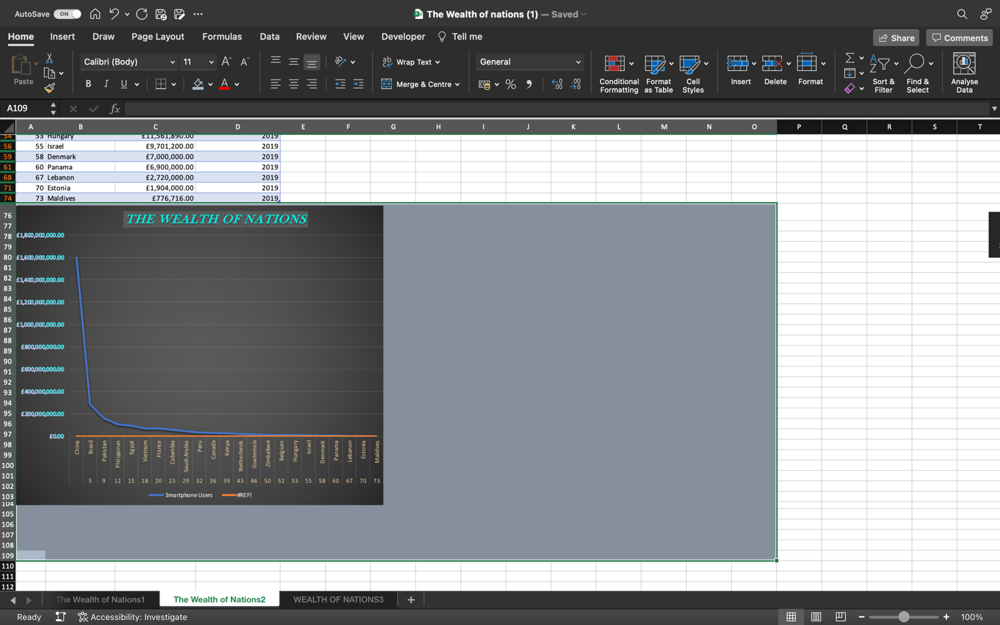 AutoSave ON The Wealth of nations (1) — Saved
Home Insert Draw Page Layout Formulas Data Review View Developer Tell me Share Comments
Paste Calibri (Body) 11 Wrap Text General Conditional Formatting Format as Table Cell Styles Insert Delete Format Sort & Filter Find & Select Analyse Data
B I U A Merge & Centre %
A109 fx
A B C D E F G H I J K L M N O P Q R S T
54 53 Hungary £11,561,890.00 2019
56 55 Israel £9,701,200.00 2019
59 58 Denmark £7,000,000.00 2019
61 60 Panama £6,900,000.00 2019
68 67 Lebanon £2,720,000.00 2019
71 70 Estonia £1,904,000.00 2019
74 73 Maldives £776,716.00 2019
76
77
78
79
80
81
82
83
84
85
86
87
88
89
90
91
92
93
94
95
96
97
98
99
100
101
102
103
104
105
106
107
108
109
110
111
112
THE WEALTH OF NATIONS
£1,800,000,000.00
£1,600,000,000.00
£1,400,000,000.00
£1,200,000,000.00
£1,000,000,000.00
£800,000,000.00
£600,000,000.00
£400,000,000.00
£200,000,000.00
£0.00
China Brazil Pakistan Philippines Egypt Vietnam France Colombia Saudi Arabia Peru Canada Kenya Netherlands Guatemala Zimbabwe Belgium Hungary Israel Denmark Panama Lebanon Estonia Maldives
5 9 12 15 18 20 23 29 32 36 39 43 46 50 52 53 55 58 60 67 70 73
Smartphone Users #REF!
The Wealth of Nations1 The Wealth of Nations2 WEALTH OF NATIONS3 +
Ready Accessibility: Investigate 100%